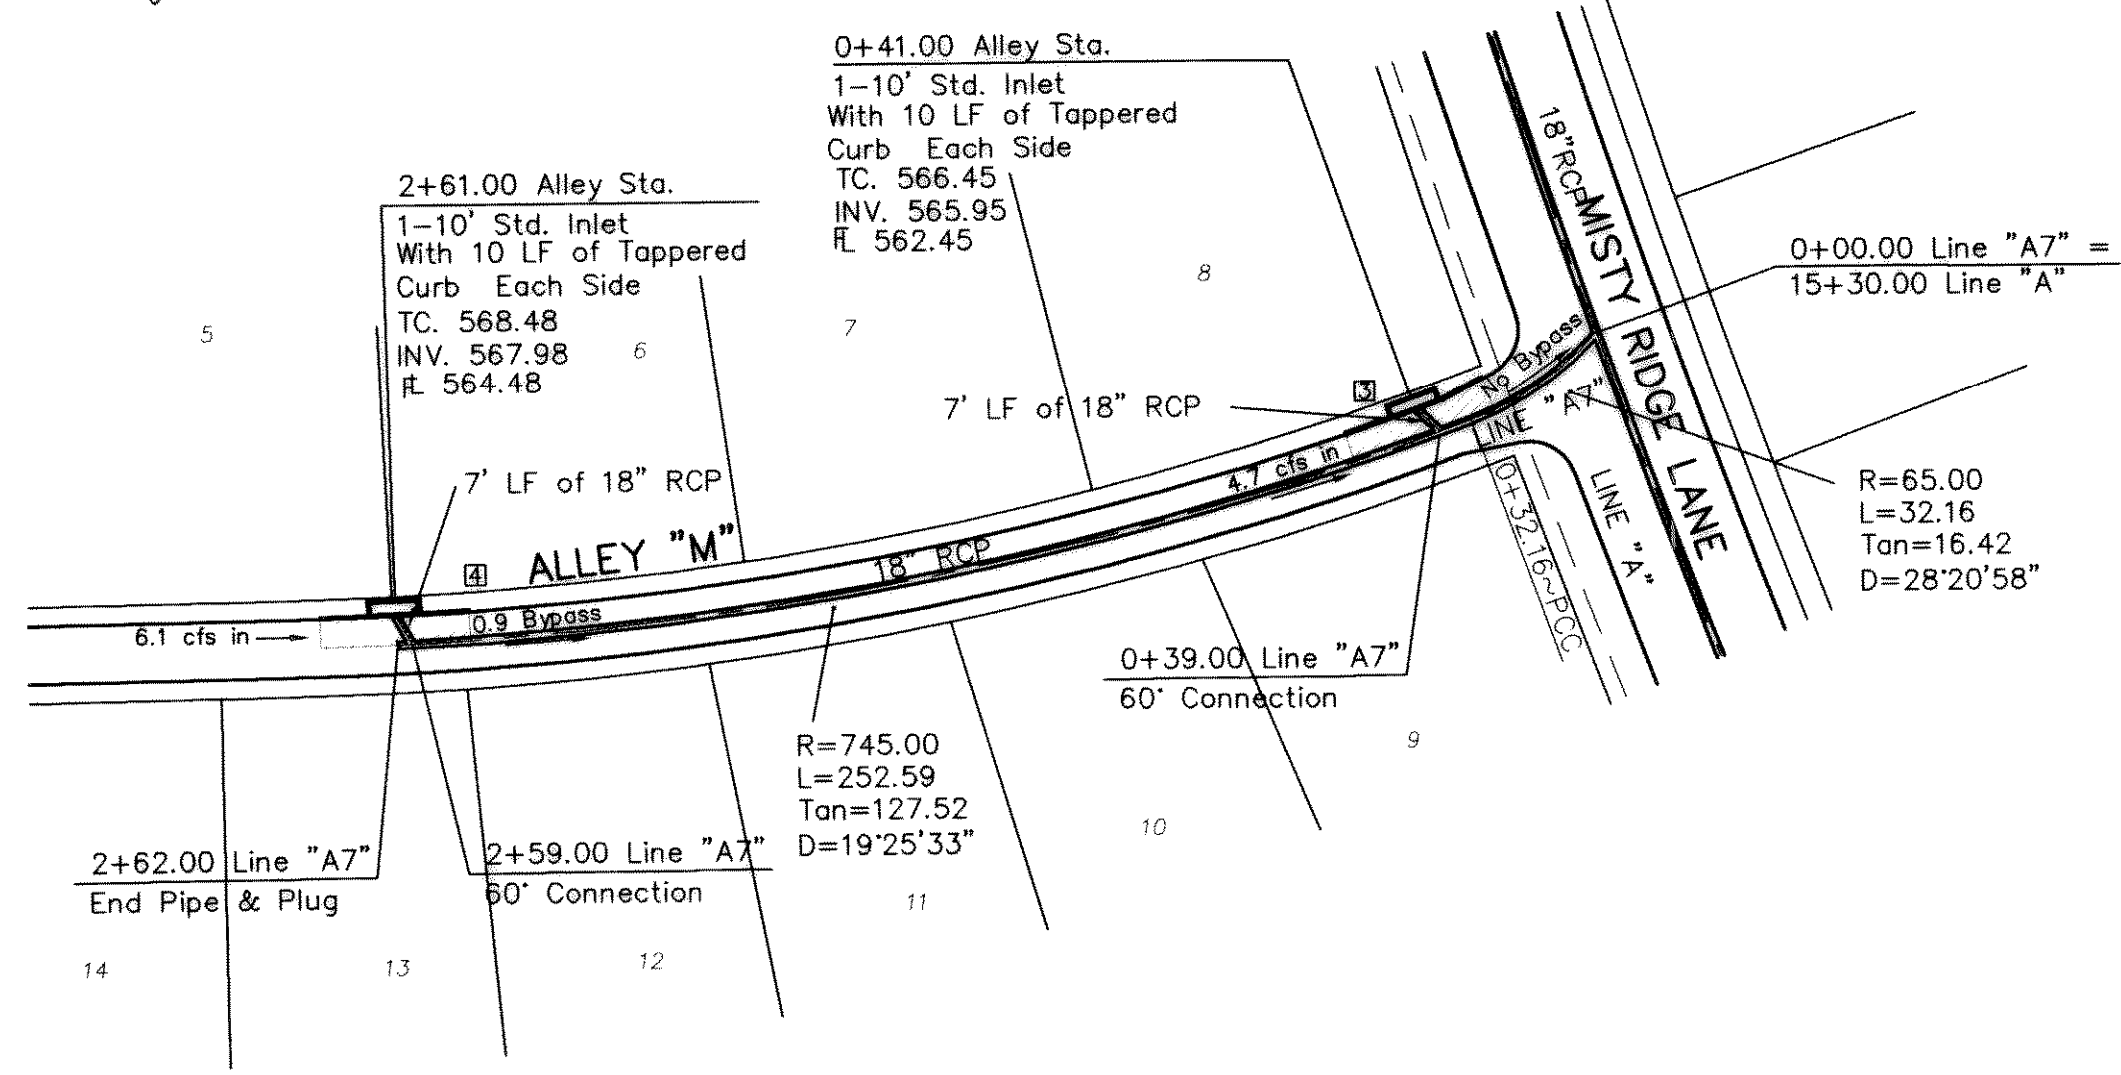 0+41.00 Alley Sta.
1-10' Std. Inlet
With 10 LF of Tappered
Curb Each Side
TC. 566.45
INV. 565.95
FL 562.45
2+61.00 Alley Sta.
1-10' Std. Inlet
With 10 LF of Tappered
Curb Each Side
TC. 568.48
INV. 567.98
FL 564.48
18" RCP
MISTY RIDGE LANE
0+00.00 Line "A7" =
15+30.00 Line "A"
5
6
7
8
No Bypass
3
7' LF of 18" RCP
LINE "A7"
4.7 cfs in
R=65.00
L=32.16
Tan=16.42
D=28°20'58"
LINE "A"
0+32.16~PCC
7' LF of 18" RCP
4
ALLEY "M"
18" RCP
0.9 Bypass
6.1 cfs in
0+39.00 Line "A7"
60° Connection
R=745.00
L=252.59
Tan=127.52
D=19°25'33"
2+62.00 Line "A7"
End Pipe & Plug
2+59.00 Line "A7"
60° Connection
9
10
11
12
13
14